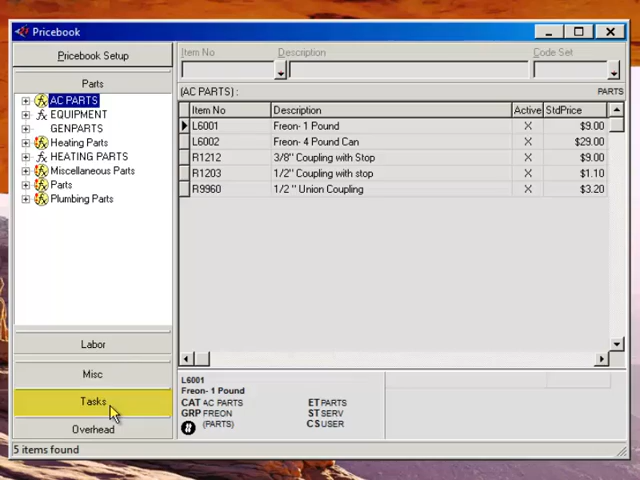 Pricebook
Pricebook Setup
Item No Description Code Set
Parts
(AC PARTS) : PARTS
AC PARTS
EQUIPMENT
GENPARTS
Heating Parts
HEATING PARTS
Miscellaneous Parts
Parts
Plumbing Parts
Item No Description Active StdPrice
L6001 Freon- 1 Pound X $9.00
L6002 Freon- 4 Pound Can X $29.00
R1212 3/8" Coupling with Stop X $9.00
R1203 1/2" Coupling with stop X $1.10
R9960 1/2 " Union Coupling X $3.20
Labor
Misc
Tasks
Overhead
L6001
Freon- 1 Pound
CAT AC PARTS ET PARTS
GRP FREON ST SERV
(PARTS) CS USER
5 items found